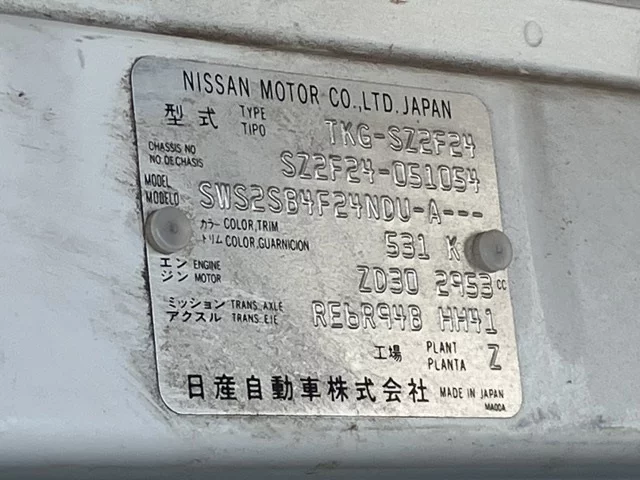 NISSAN MOTOR CO.,LTD. JAPAN
型式 TYPE TIPO TKG-SZ2F24
CHASSIS NO NO DE CHASIS SZ2F24-051054
MODEL MODELO SWS2SB4F24NDU-A---
カラー COLOR,TRIM
トリム COLOR,GUARNICION 531 K
エンジン ENGINE MOTOR ZD30 2953 cc
ミッション TRANS. AXLE
アクスル TRANS. EJE RE6R94B HH41
工場 PLANT PLANTA Z
日産自動車株式会社 MADE IN JAPAN
MA00A